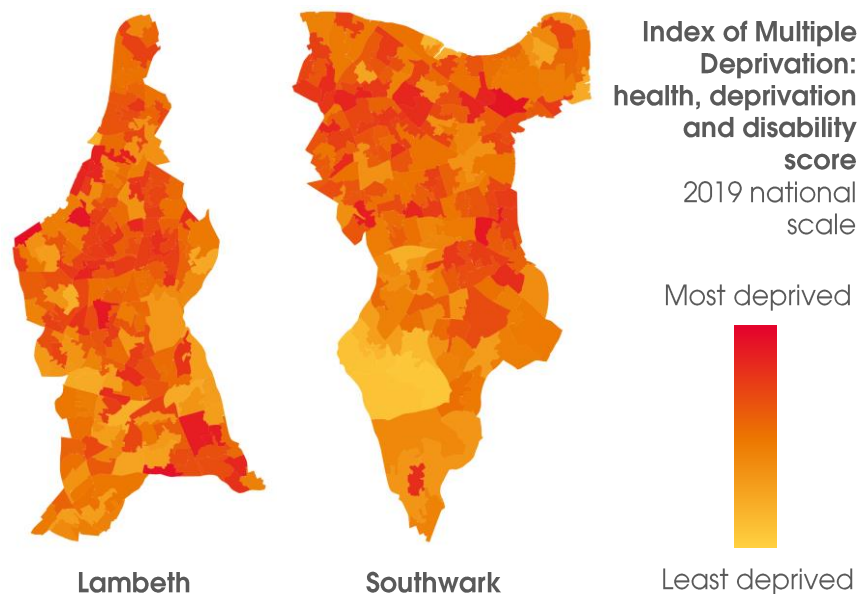 Index of Multiple
Deprivation:
health, deprivation
and disability
score
2019 national
scale
Most deprived
Least deprived
Lambeth
Southwark